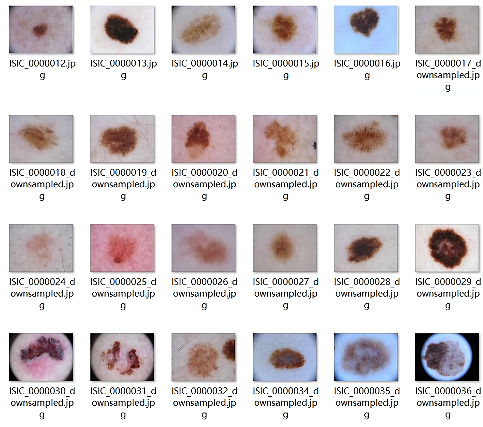 ISIC_0000012.jp ISIC_0000013.jp ISIC_0000014.jp ISIC_0000015.jp ISIC_0000016.jp ISIC_0000017_d
g g g g g ownsampled.jp
g
ISIC_0000018_d ISIC_0000019_d ISIC_0000020_d ISIC_0000021_d ISIC_0000022_d ISIC_0000023_d
ownsampled.jp ownsampled.jp ownsampled.jp ownsampled.jp ownsampled.jp ownsampled.jp
g g g g g g
ISIC_0000024_d ISIC_0000025_d ISIC_0000026_d ISIC_0000027_d ISIC_0000028_d ISIC_0000029_d
ownsampled.jp ownsampled.jp ownsampled.jp ownsampled.jp ownsampled.jp ownsampled.jp
g g g g g g
ISIC_0000030_d ISIC_0000031_d ISIC_0000032_d ISIC_0000034_d ISIC_0000035_d ISIC_0000036_d
ownsampled.jp ownsampled.jp ownsampled.jp ownsampled.jp ownsampled.jp ownsampled.jp
g g g g g g